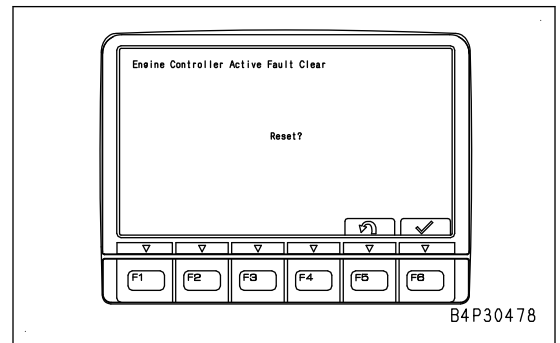 Engine Controller Active Fault Clear
Reset?
F1 F2 F3 F4 F5 F6
B4P30478